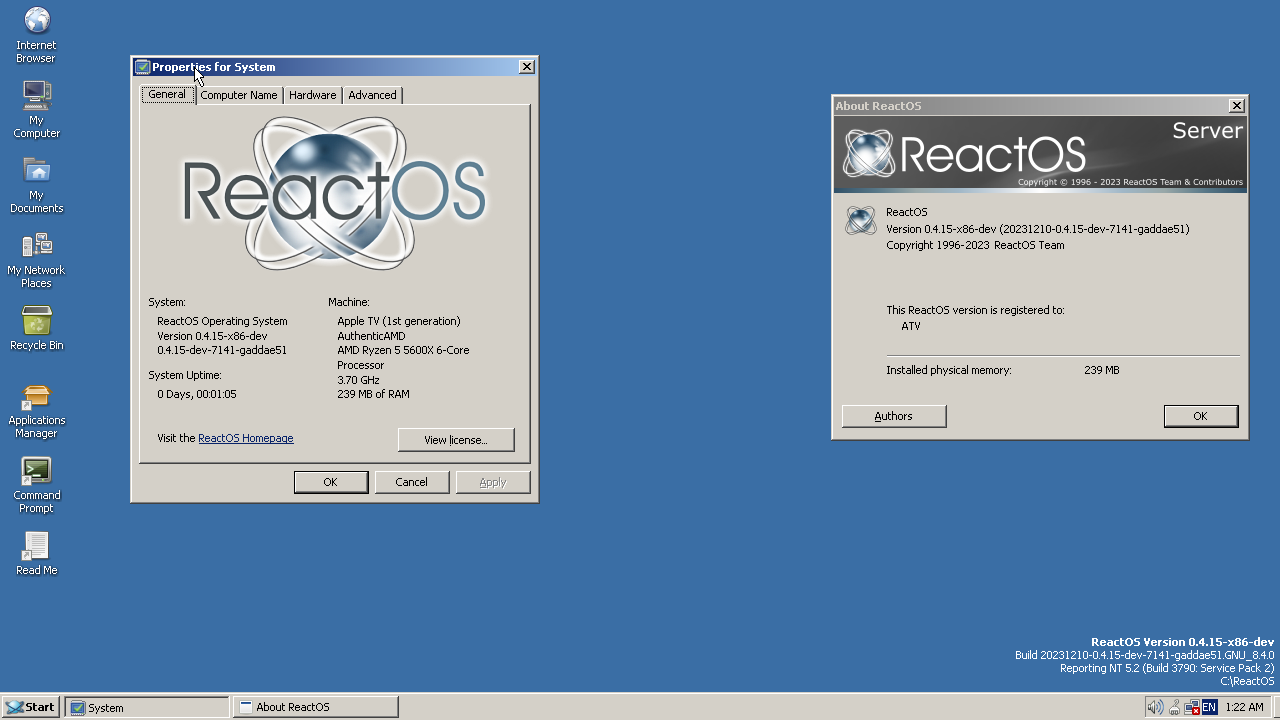 Internet
Browser
My
Computer
My
Documents
My Network
Places
Recycle Bin
Applications
Manager
Command
Prompt
Read Me
Properties for System
General
Computer Name
Hardware
Advanced
ReactOS
System:
ReactOS Operating System
Version 0.4.15-x86-dev
0.4.15-dev-7141-gaddae51
System Uptime:
0 Days, 00:01:05
Machine:
Apple TV (1st generation)
AuthenticAMD
AMD Ryzen 5 5600X 6-Core
Processor
3.70 GHz
239 MB of RAM
Visit the ReactOS Homepage
View license...
OK
Cancel
Apply
About ReactOS
Server
ReactOS
Copyright © 1996 - 2023 ReactOS Team & Contributors
ReactOS
Version 0.4.15-x86-dev (20231210-0.4.15-dev-7141-gaddae51)
Copyright 1996-2023 ReactOS Team
This ReactOS version is registered to:
ATV
Installed physical memory: 239 MB
Authors
OK
ReactOS Version 0.4.15-x86-dev
Build 20231210-0.4.15-dev-7141-gaddae51.GNU_8.4.0
Reporting NT 5.2 (Build 3790: Service Pack 2)
C:\ReactOS
Start
System
About ReactOS
EN
1:22 AM